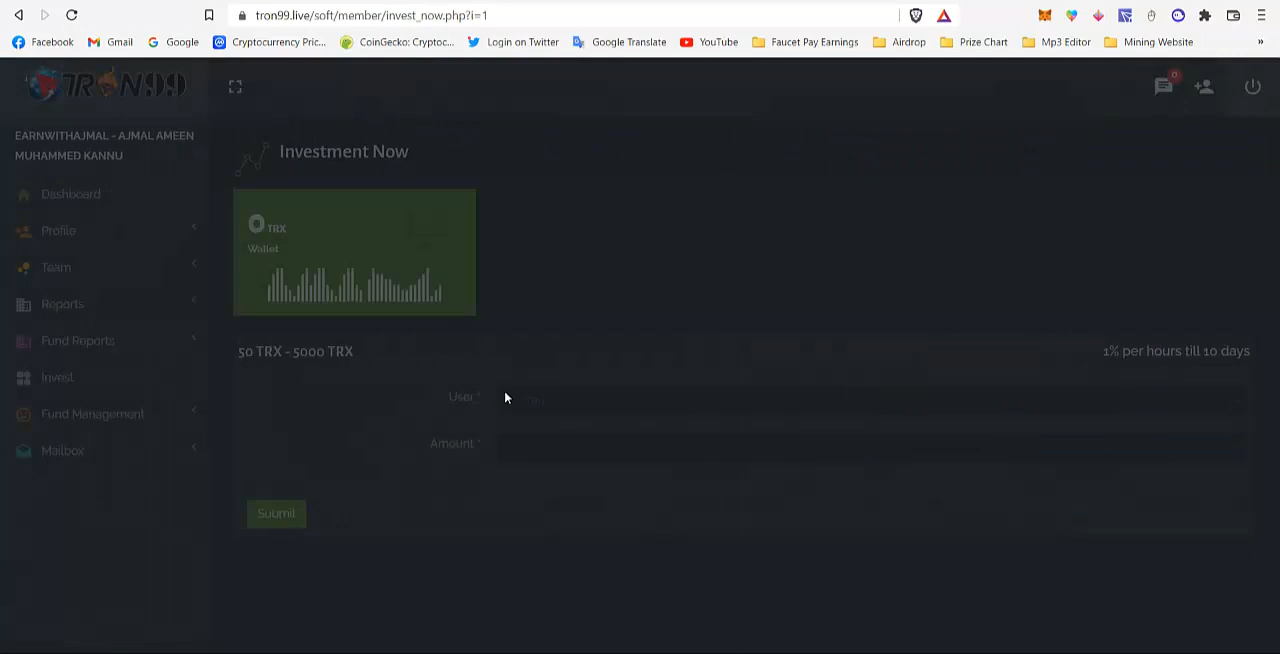 tron99.live/soft/member/invest_now.php?i=1
Facebook Gmail Google Cryptocurrency Pric... CoinGecko: Cryptoc... Login on Twitter Google Translate YouTube Faucet Pay Earnings Airdrop Prize Chart Mp3 Editor Mining Website »
TRON99
0
EARNWITHAJMAL - AJMAL AMEEN
MUHAMMED KANNU
Investment Now
Dashboard
Profile
Team
Reports
Fund Reports
Invest
Fund Management
Mailbox
0 TRX
Wallet
50 TRX - 5000 TRX
1% per hours till 10 days
User *
Amount *
Submit